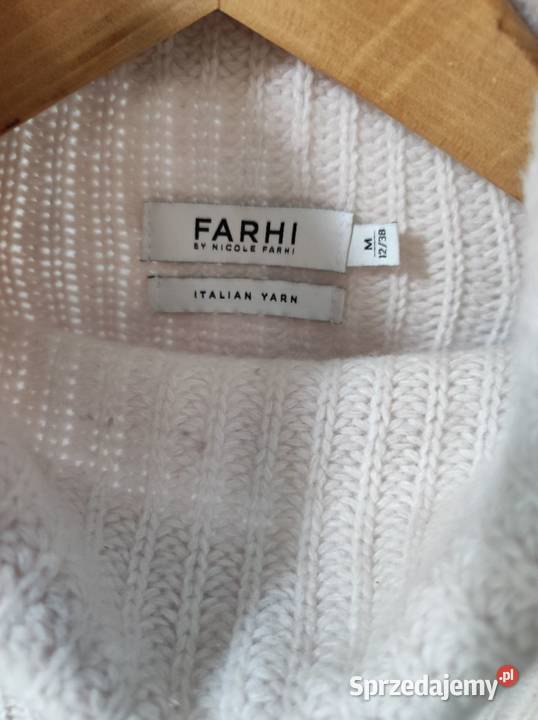 FARHI
BY NICOLE FARHI
M
12/38
ITALIAN YARN
Sprzedajemy.pl